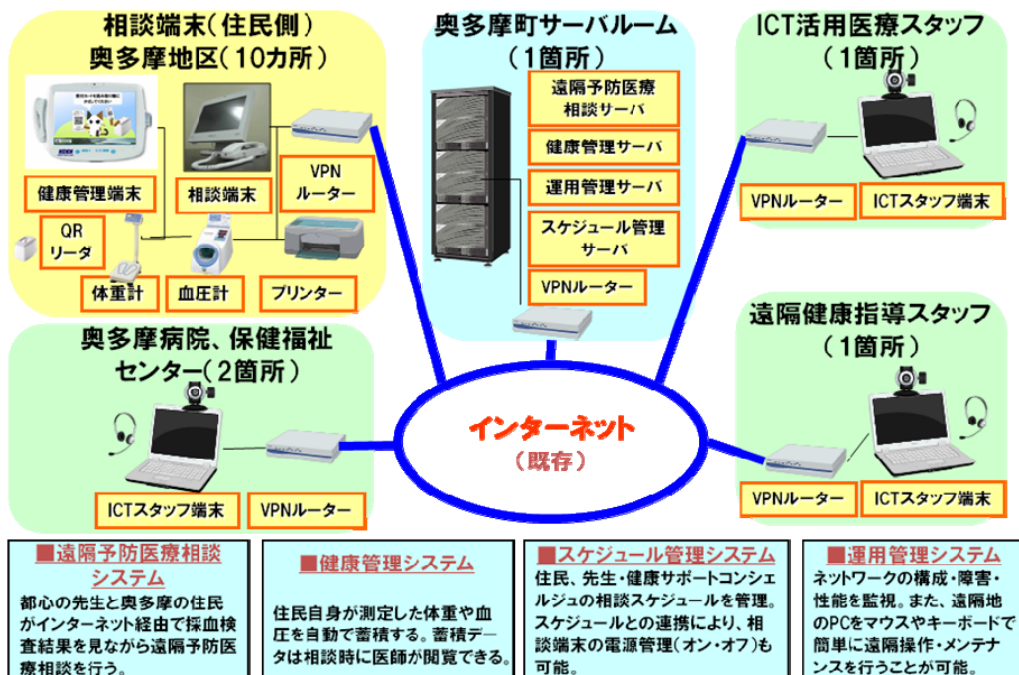 相談端末(住民側)
奥多摩地区(10カ所)
健康管理端末
相談端末
VPN
ルーター
QR
リーダ
体重計
血圧計
プリンター
奥多摩町サーバルーム
(1箇所)
遠隔予防医療
相談サーバ
健康管理サーバ
運用管理サーバ
スケジュール管理
サーバ
VPNルーター
ICT活用医療スタッフ
(1箇所)
VPNルーター
ICTスタッフ端末
奥多摩病院、保健福祉
センター(2箇所)
ICTスタッフ端末
VPNルーター
インターネット
(既存)
遠隔健康指導スタッフ
(1箇所)
VPNルーター
ICTスタッフ端末
■遠隔予防医療相談
システム
都心の先生と奥多摩の住民
がインターネット経由で採血検
査結果を見ながら遠隔予防医
療相談を行う。
■健康管理システム
住民自身が測定した体重や血
圧を自動で蓄積する。蓄積デー
タは相談時に医師が閲覧できる。
■スケジュール管理システム
住民、先生・健康サポートコンシェ
ルジュの相談スケジュールを管理。
スケジュールとの連携により、相
談端末の電源管理(オン・オフ)も
可能。
■運用管理システム
ネットワークの構成・障害・
性能を監視。また、遠隔地
のPCをマウスやキーボードで
簡単に遠隔操作・メンテナ
ンスを行うことが可能。